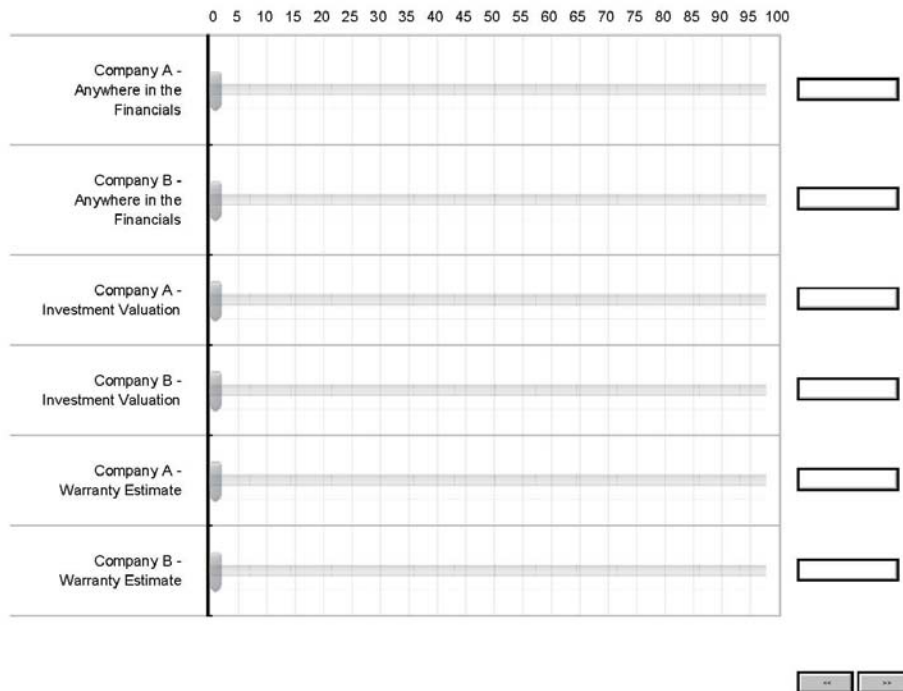 0 5 10 15 20 25 30 35 40 45 50 55 60 65 70 75 80 85 90 95 100
Company A -
Anywhere in the
Financials
Company B -
Anywhere in the
Financials
Company A -
Investment Valuation
Company B -
Investment Valuation
Company A -
Warranty Estimate
Company B -
Warranty Estimate
<< >>